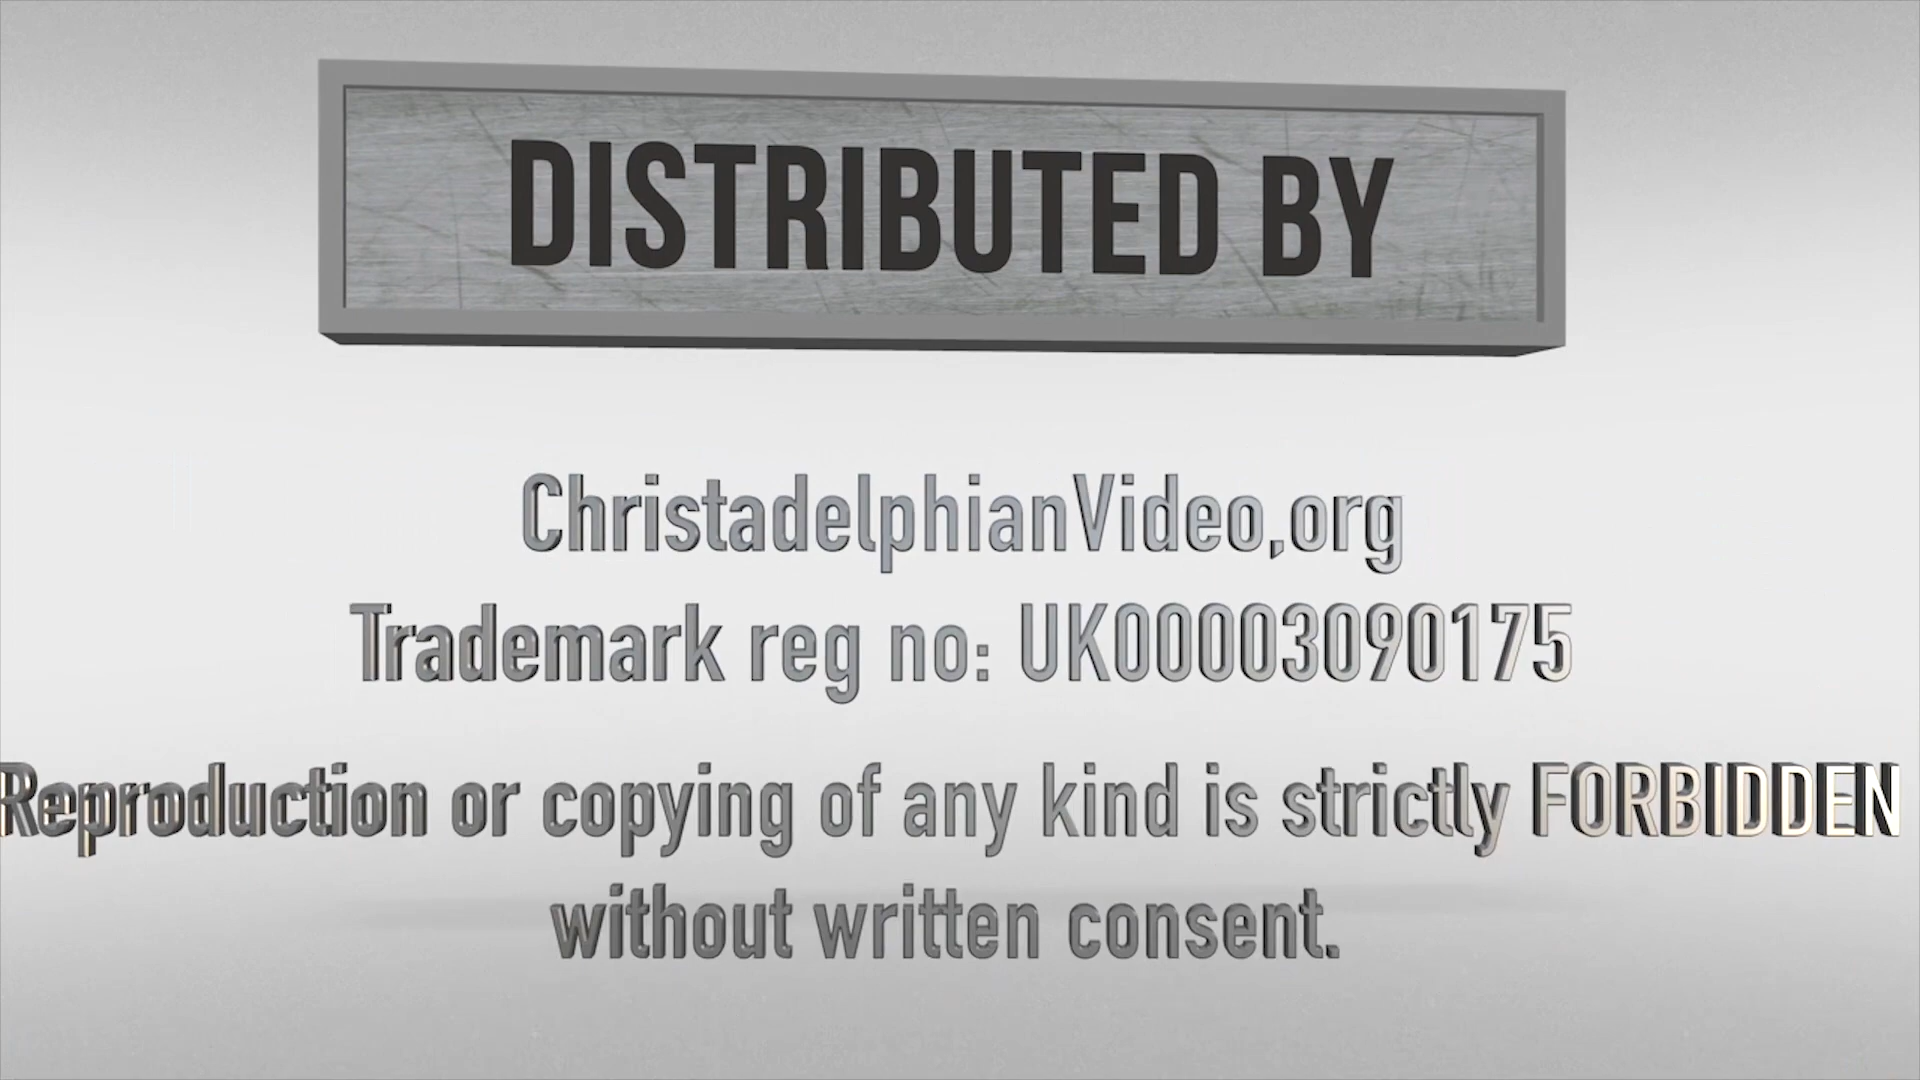 DISTRIBUTED BY
ChristadelphianVideo,org
Trademark reg no: UK00003090175
Reproduction or copying of any kind is strictly FORBIDDEN
without written consent.